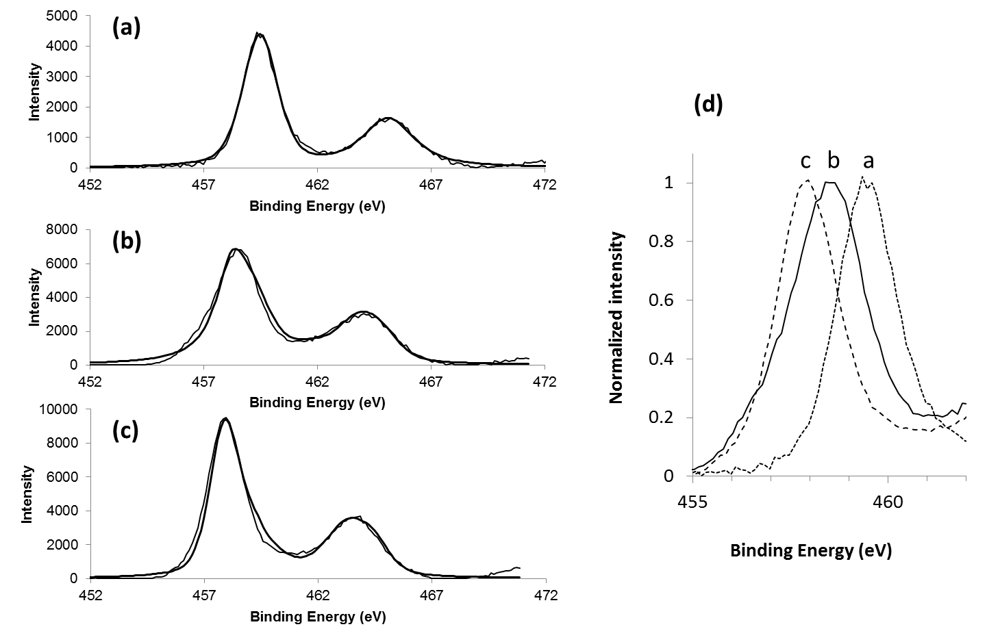 (a)
5000
4000
3000
2000
1000
0
Intensity
452 457 462 467 472
Binding Energy (eV)
(b)
8000
6000
4000
2000
0
Intensity
452 457 462 467 472
Binding Energy (eV)
(c)
10000
8000
6000
4000
2000
0
Intensity
452 457 462 467 472
Binding Energy (eV)
(d)
c b a
1
0.8
0.6
0.4
0.2
0
Normalized intensity
455 460
Binding Energy (eV)